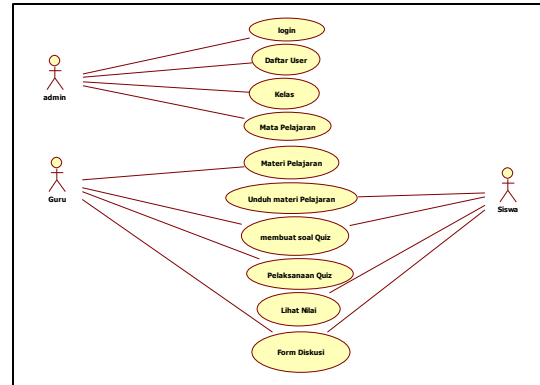 login
Daftar User
admin
Kelas
Mata Pelajaran
Materi Pelajaran
Guru
Unduh materi Pelajaran
Siswa
membuat soal Quiz
Pelaksanaan Quiz
Lihat Nilai
Form Diskusi